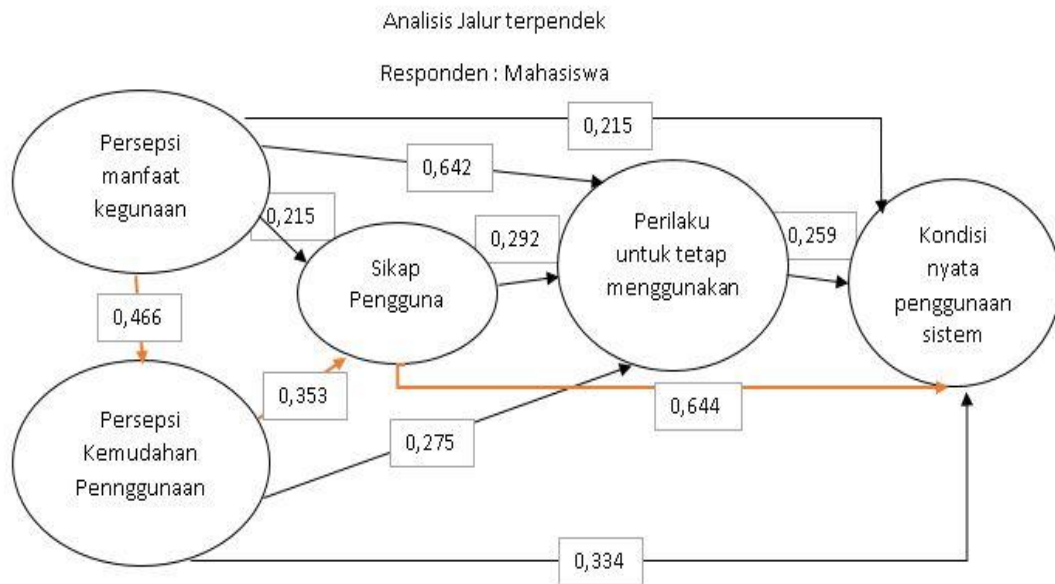 Analisis Jalur terpendek
Responden : Mahasiswa
0,215
Persepsi
manfaat
kegunaan
0,642
0,215
Sikap
Pengguna
0,292
Perilaku
untuk tetap
menggunakan
0,259
Kondisi
nyata
penggunaan
sistem
0,466
0,353
0,644
Persepsi
Kemudahan
Pennggunaan
0,275
0,334